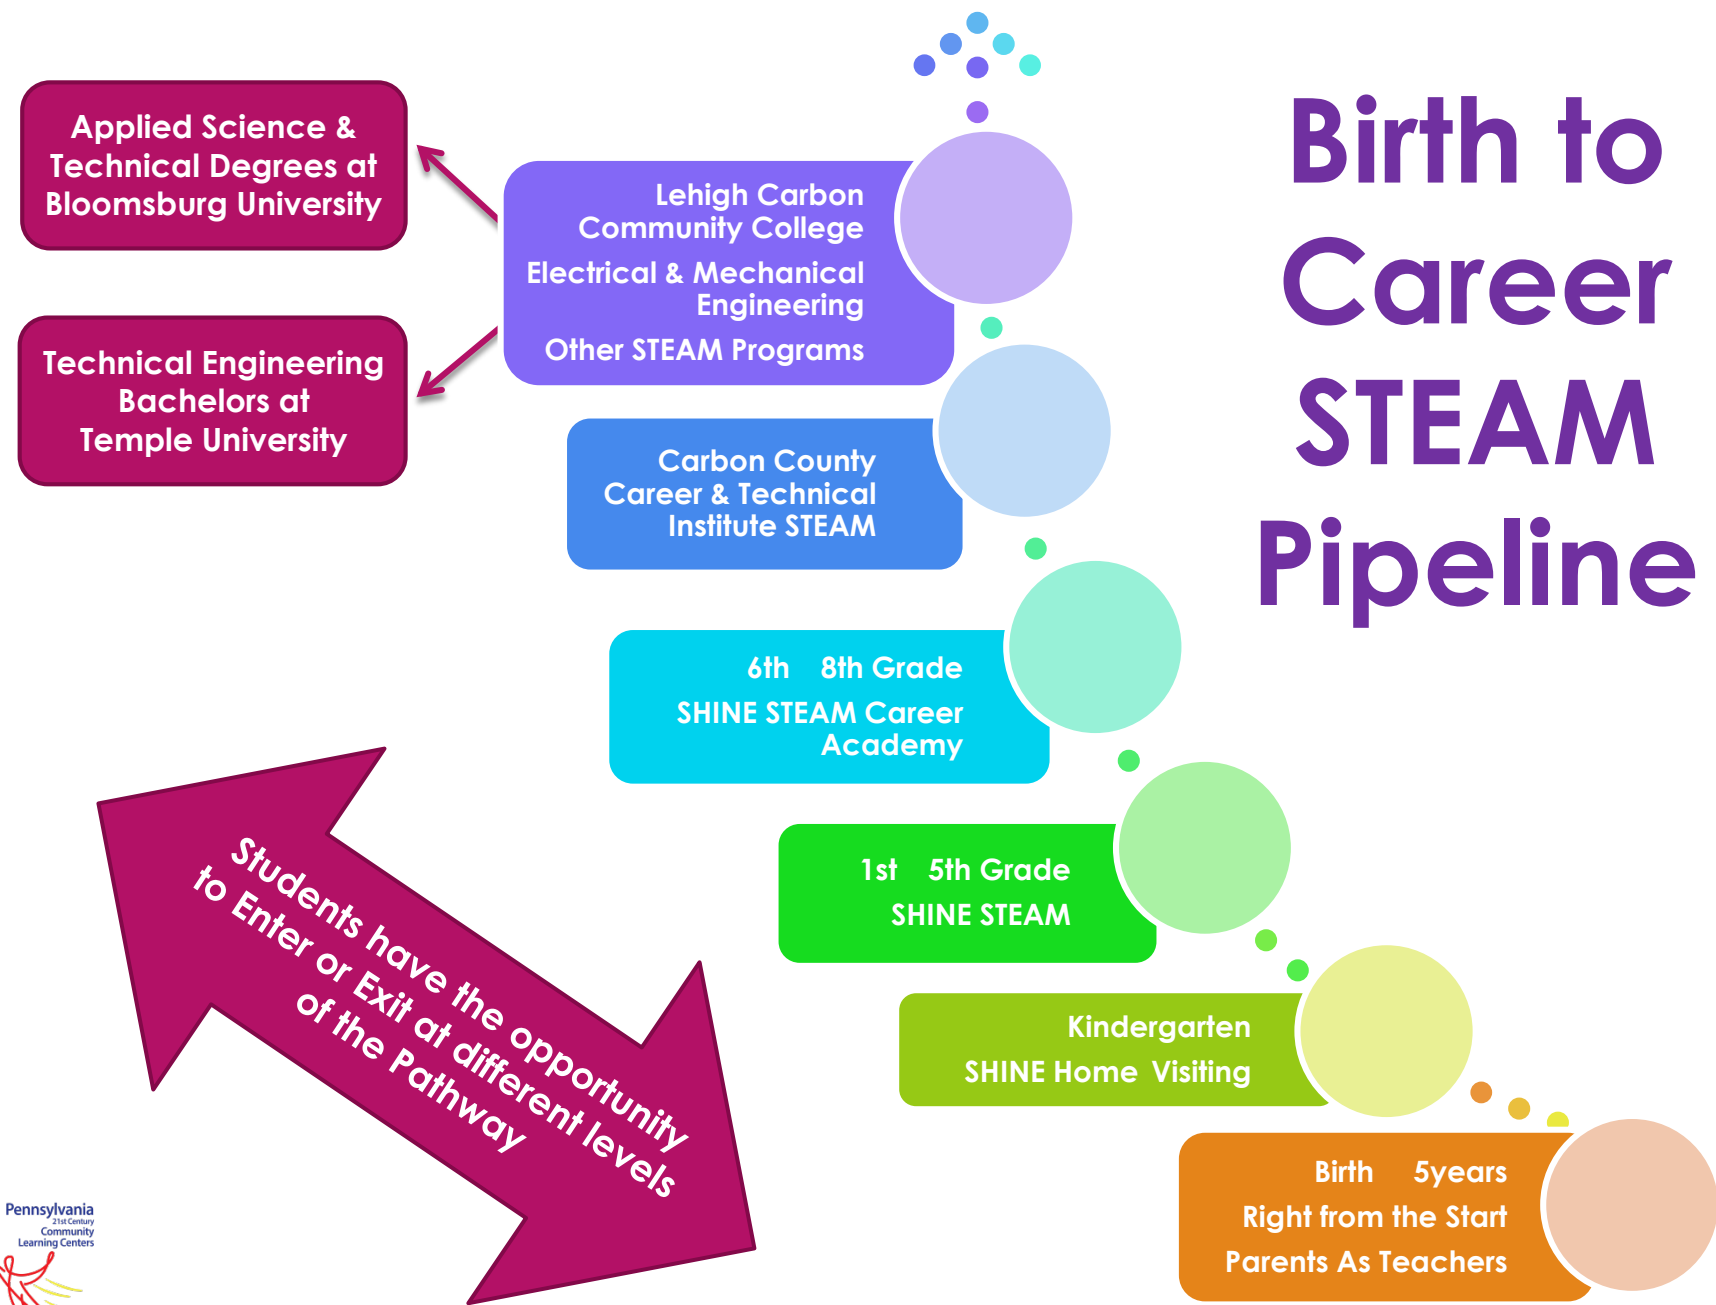 Birth to
Career
STEAM
Pipeline
Applied Science &
Technical Degrees at
Bloomsburg University
Technical Engineering
Bachelors at
Temple University
Lehigh Carbon
Community College
Electrical & Mechanical
Engineering
Other STEAM Programs
Carbon County
Career & Technical
Institute STEAM
6th 8th Grade
SHINE STEAM Career
Academy
1st 5th Grade
SHINE STEAM
Kindergarten
SHINE Home Visiting
Birth 5years
Right from the Start
Parents As Teachers
Students have the opportunity
to Enter or Exit at different levels
of the Pathway
Pennsylvania
21st Century
Community
Learning Centers